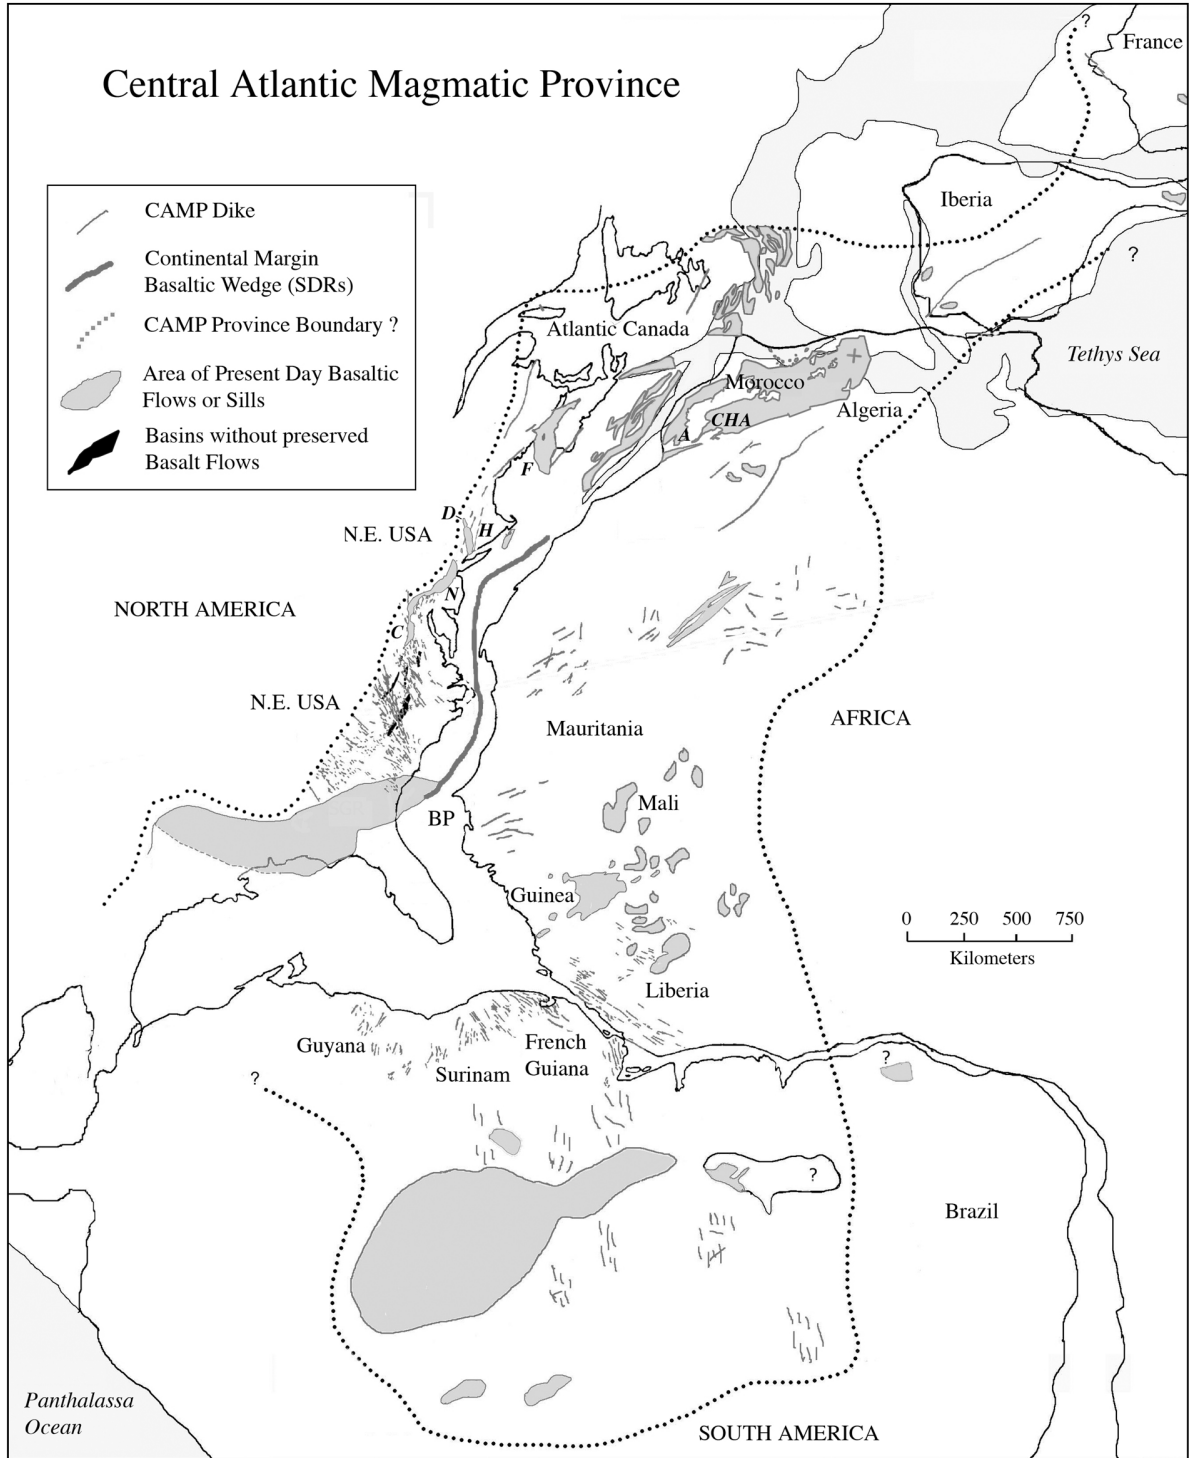 ?
France
Central Atlantic Magmatic Province
Iberia
CAMP Dike
Continental Margin
Basaltic Wedge (SDRs)
CAMP Province Boundary ?
Area of Present Day Basaltic
Flows or Sills
Basins without preserved
Basalt Flows
?
Atlantic Canada
Tethys Sea
Morocco
Algeria
CHA
A
F
D
H
N.E. USA
N
NORTH AMERICA
C
N.E. USA
AFRICA
Mauritania
Mali
BP
Guinea
0 250 500 750
Kilometers
Liberia
Guyana
French
Guiana
Surinam
?
?
?
Brazil
Panthalassa
Ocean
SOUTH AMERICA